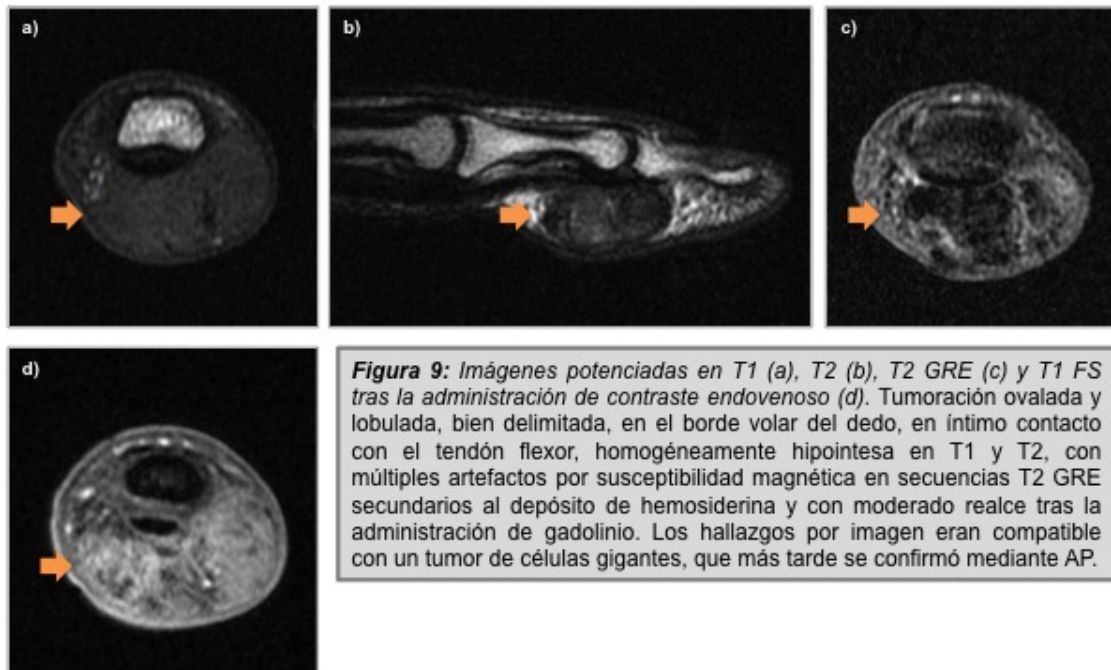 a)
b)
c)
d)
Figura 9: Imágenes potenciadas en T1 (a), T2 (b), T2 GRE (c) y T1 FS
tras la administración de contraste endovenoso (d). Tumoración ovalada y
lobulada, bien delimitada, en el borde volar del dedo, en íntimo contacto
con el tendón flexor, homogéneamente hipointesa en T1 y T2, con
múltiples artefactos por susceptibilidad magnética en secuencias T2 GRE
secundarios al depósito de hemosiderina y con moderado realce tras la
administración de gadolinio. Los hallazgos por imagen eran compatible
con un tumor de células gigantes, que más tarde se confirmó mediante AP.